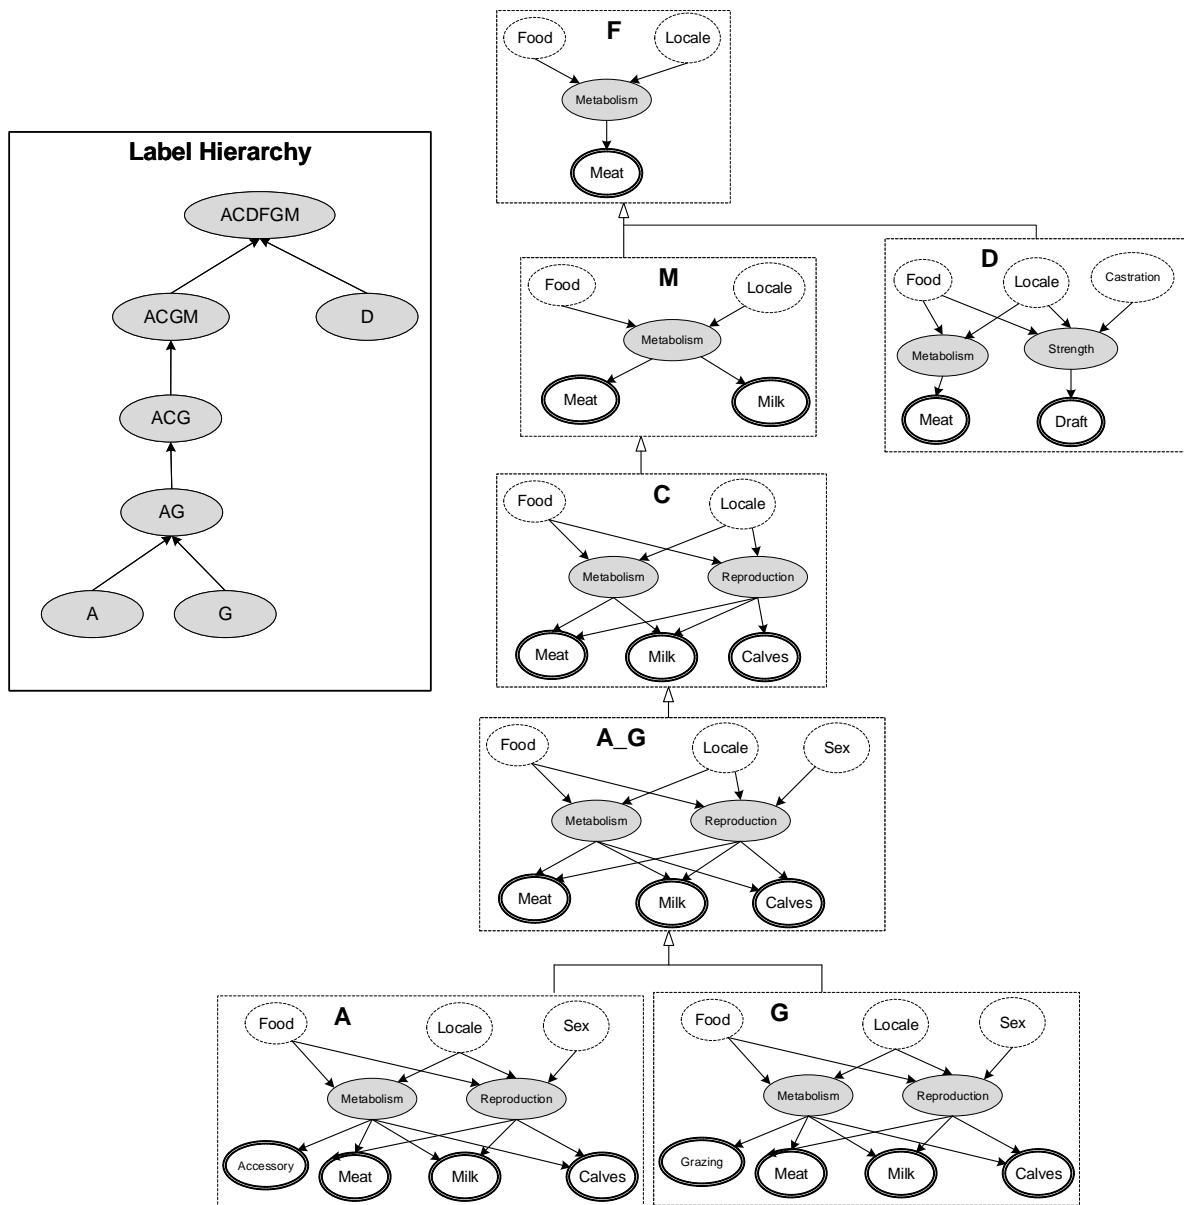 F
Food
Locale
Metabolism
Meat
Label Hierarchy
ACDFGM
ACGM
D
ACG
AG
A
G
M
Food
Locale
Metabolism
Meat
Milk
D
Food
Locale
Castration
Metabolism
Strength
Meat
Draft
C
Food
Locale
Metabolism
Reproduction
Meat
Milk
Calves
A_G
Food
Locale
Sex
Metabolism
Reproduction
Meat
Milk
Calves
A
Food
Locale
Sex
Metabolism
Reproduction
Accessory
Meat
Milk
Calves
G
Food
Locale
Sex
Metabolism
Reproduction
Grazing
Meat
Milk
Calves